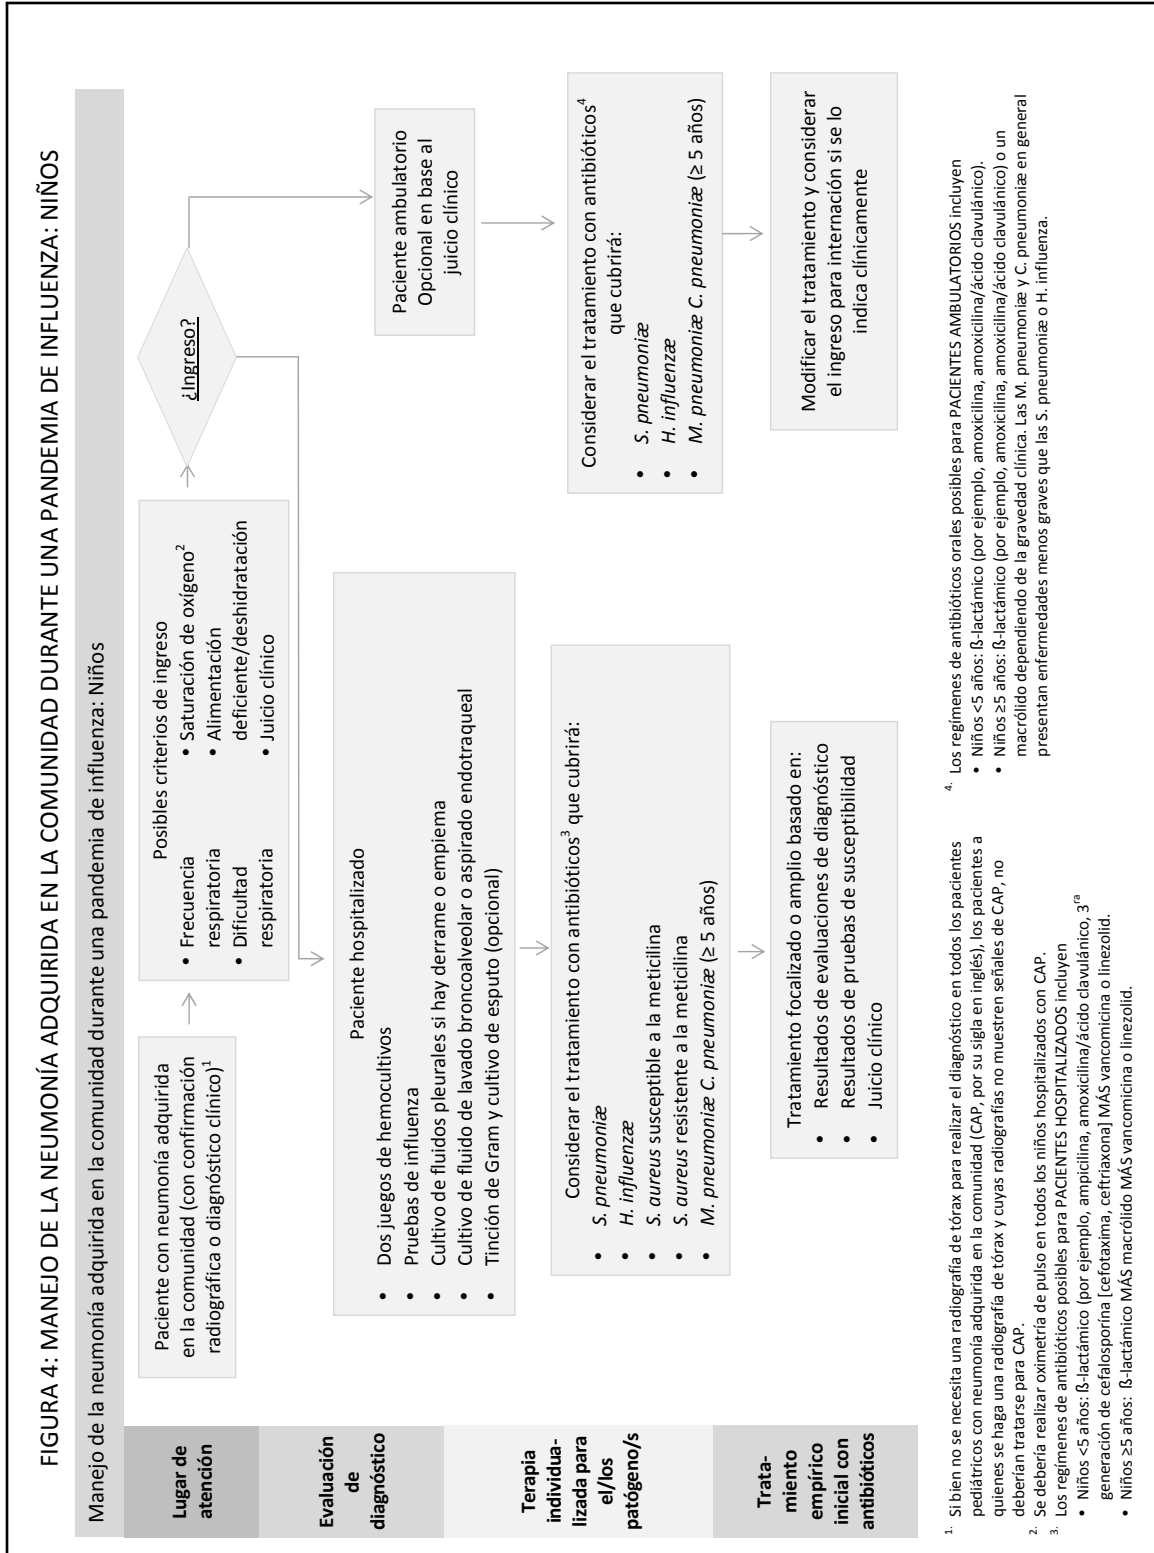 FIGURA 4: MANEJO DE LA NEUMONÍA ADQUIRIDA EN LA COMUNIDAD DURANTE UNA PANDEMIA DE INFLUENZA: NIÑOS
Manejo de la neumonía adquirida en la comunidad durante una pandemia de influenza: Niños
Lugar de
atención
Paciente con neumonía adquirida
en la comunidad (con confirmación
radiográfica o diagnóstico clínico)1
Posibles criterios de ingreso
• Frecuencia
respiratoria
• Dificultad
respiratoria
• Saturación de oxígeno2
• Alimentación
deficiente/deshidratación
• Juicio clínico
¿Ingreso?
Evaluación
de
diagnóstico
Paciente hospitalizado
• Dos juegos de hemocultivos
• Pruebas de influenza
• Cultivo de fluidos pleurales si hay derrame o empiema
• Cultivo de fluido de lavado broncoalveolar o aspirado endotraqueal
• Tinción de Gram y cultivo de esputo (opcional)
Paciente ambulatorio
Opcional en base al
juicio clínico
Terapia
individua-
lizada para
el/los
patógeno/s
Considerar el tratamiento con antibióticos3 que cubrirá:
• S. pneumoniæ
• H. influenzæ
• S. aureus susceptible a la meticilina
• S. aureus resistente a la meticilina
• M. pneumoniæ C. pneumoniæ (≥ 5 años)
Considerar el tratamiento con antibióticos4
que cubrirá:
• S. pneumoniæ
• H. influenzæ
• M. pneumoniæ C. pneumoniæ (≥ 5 años)
Trata-
miento
empírico
inicial con
antibióticos
Tratamiento focalizado o amplio basado en:
• Resultados de evaluaciones de diagnóstico
• Resultados de pruebas de susceptibilidad
• Juicio clínico
Modificar el tratamiento y considerar
el ingreso para internación si se lo
indica clínicamente
1. Si bien no se necesita una radiografía de tórax para realizar el diagnóstico en todos los pacientes
pediátricos con neumonía adquirida en la comunidad (CAP, por su sigla en inglés), los pacientes a
quienes se haga una radiografía de tórax y cuyas radiografías no muestren señales de CAP, no
deberían tratarse para CAP.
2. Se debería realizar oximetría de pulso en todos los niños hospitalizados con CAP.
3. Los regímenes de antibióticos posibles para PACIENTES HOSPITALIZADOS incluyen
• Niños <5 años: ß-lactámico (por ejemplo, ampicilina, amoxicilina/ácido clavulánico, 3ra
generación de cefalosporína [cefotaxima, ceftriaxona] MÁS vancomicina o linezolid.
• Niños ≥5 años: ß-lactámico MÁS macrólido MÁS vancomicina o linezolid.
4. Los regímenes de antibióticos orales posibles para PACIENTES AMBULATORIOS incluyen
• Niños <5 años: ß-lactámico (por ejemplo, amoxicilina, amoxicilina/ácido clavulánico).
• Niños ≥5 años: ß-lactámico (por ejemplo, amoxicilina, amoxicilina/ácido clavulánico) o un
macrólido dependiendo de la gravedad clínica. Las M. pneumoniæ y C. pneumoniæ en general
presentan enfermedades menos graves que las S. pneumoniæ o H. influenza.